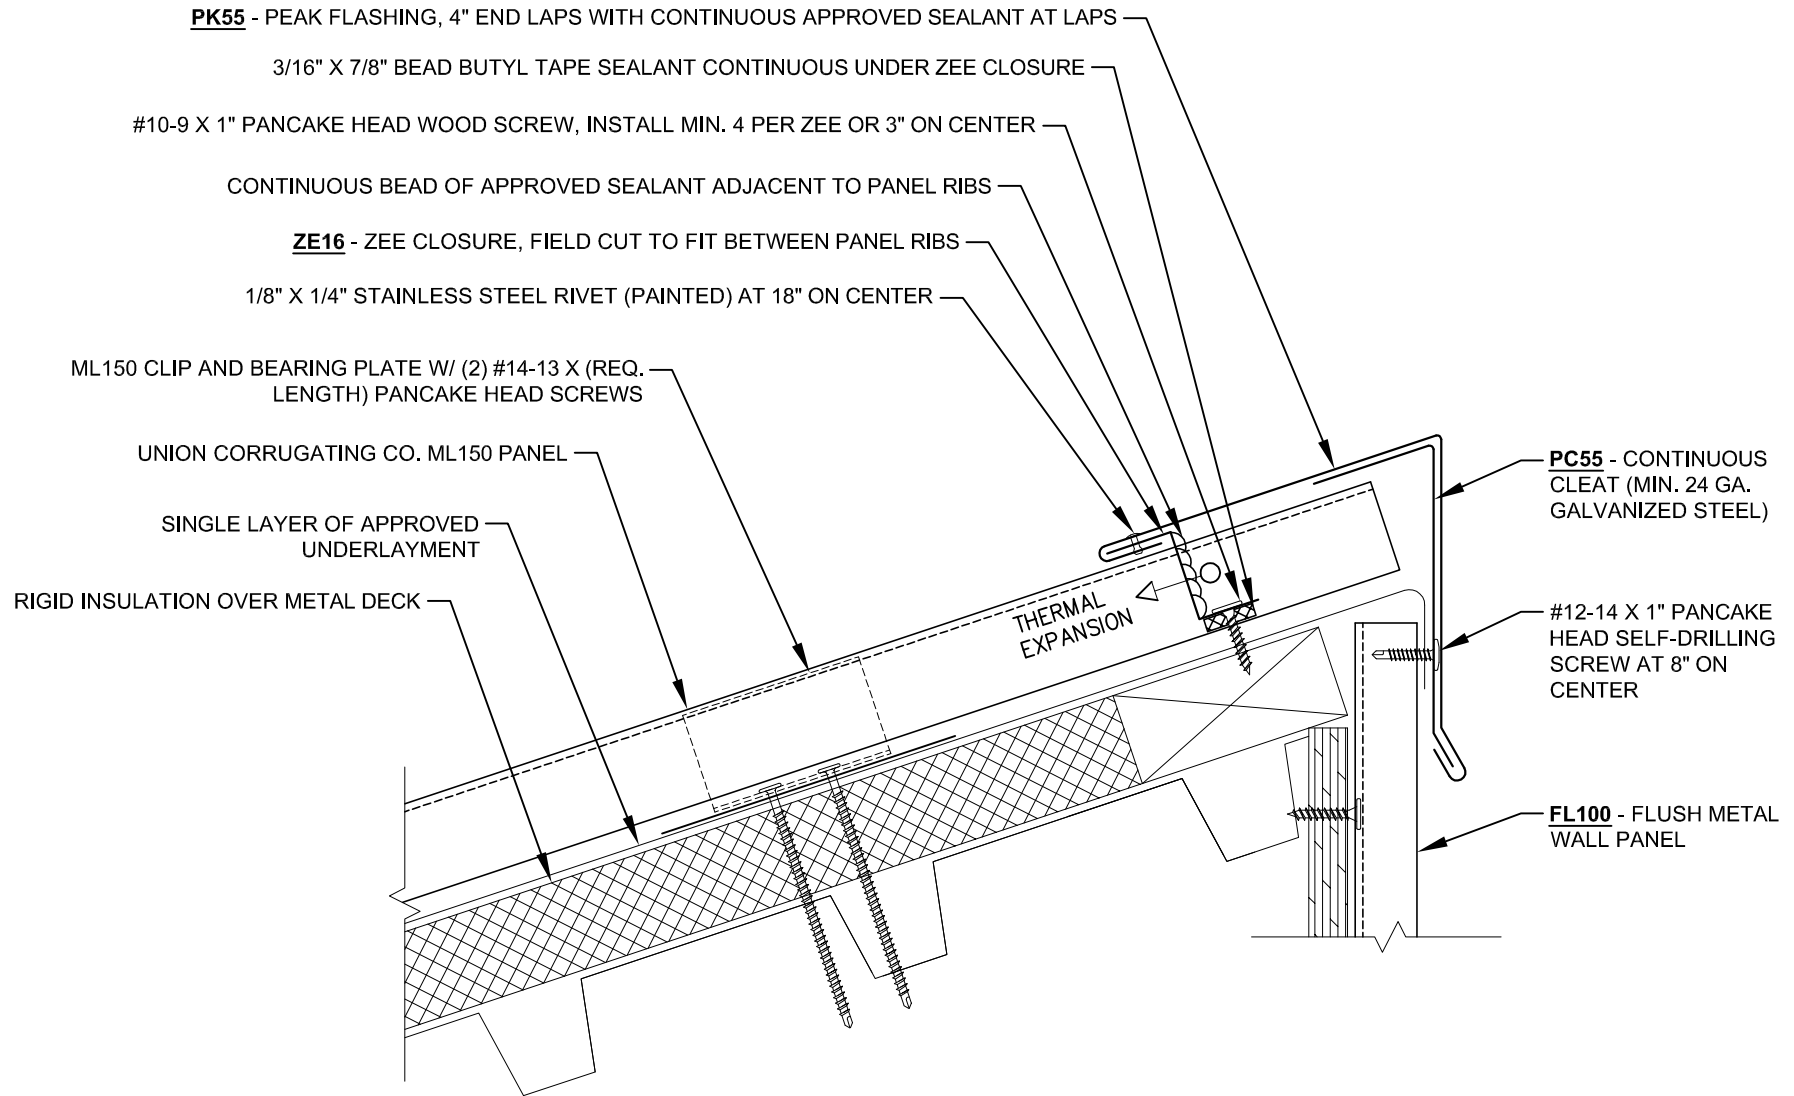 PK55 - PEAK FLASHING, 4" END LAPS WITH CONTINUOUS APPROVED SEALANT AT LAPS
3/16" X 7/8" BEAD BUTYL TAPE SEALANT CONTINUOUS UNDER ZEE CLOSURE
#10-9 X 1" PANCAKE HEAD WOOD SCREW, INSTALL MIN. 4 PER ZEE OR 3" ON CENTER
CONTINUOUS BEAD OF APPROVED SEALANT ADJACENT TO PANEL RIBS
ZE16 - ZEE CLOSURE, FIELD CUT TO FIT BETWEEN PANEL RIBS
1/8" X 1/4" STAINLESS STEEL RIVET (PAINTED) AT 18" ON CENTER
ML150 CLIP AND BEARING PLATE W/ (2) #14-13 X (REQ.
LENGTH) PANCAKE HEAD SCREWS
UNION CORRUGATING CO. ML150 PANEL
SINGLE LAYER OF APPROVED
UNDERLAYMENT
RIGID INSULATION OVER METAL DECK
THERMAL
EXPANSION
PC55 - CONTINUOUS
CLEAT (MIN. 24 GA.
GALVANIZED STEEL)
#12-14 X 1" PANCAKE
HEAD SELF-DRILLING
SCREW AT 8" ON
CENTER
FL100 - FLUSH METAL
WALL PANEL